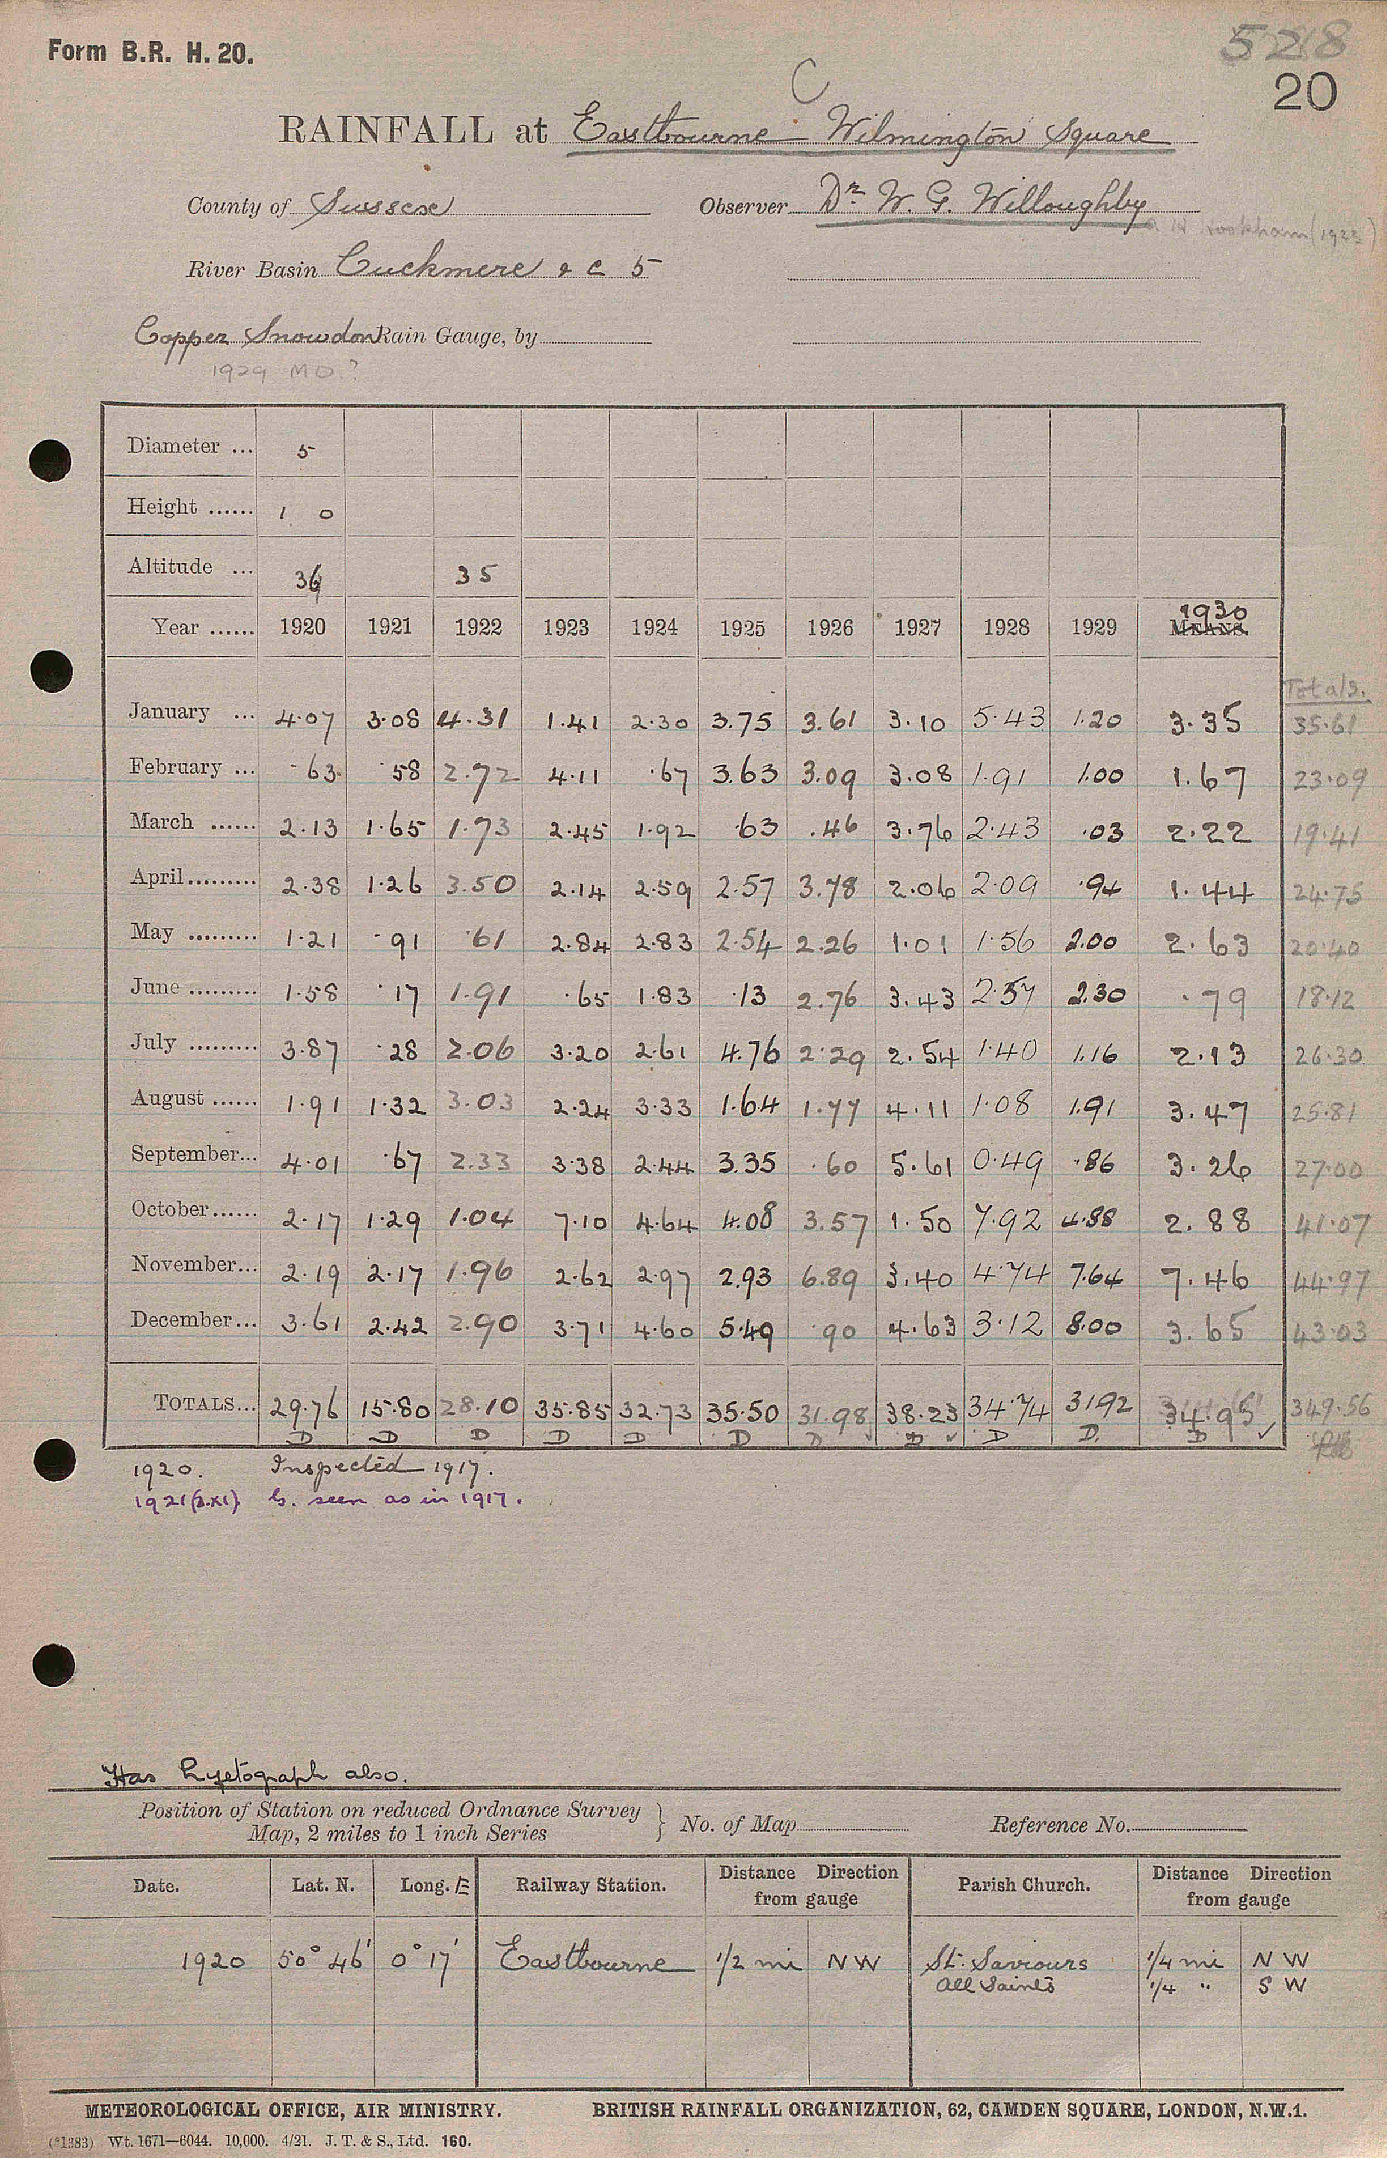 Form B.R. H. 20.
528
20
C
RAINFALL at Eastbourne Wilmington Square
County of Sussex Observer Dr. W. G. Willoughby
(1923)
River Basin Cuckmere & c 5
Copper Snowdon Rain Gauge, by
1929 MO?
Diameter ... 5
Height ...... 1 0
Altitude ... 36 35
1930
Year ...... 1920 1921 1922 1923 1924 1925 1926 1927 1928 1929 MEANS.
Totals.
January ... 4.07 3.08 4.31 1.41 2.30 3.75 3.61 3.10 5.43 1.20 3.35 35.61
February ... .63 .58 2.72 4.11 .67 3.63 3.09 3.08 1.91 1.00 1.67 23.09
March ...... 2.13 1.65 1.73 2.45 1.92 .63 .46 3.76 2.43 .03 2.22 19.41
April......... 2.38 1.26 3.50 2.14 2.59 2.57 3.78 2.06 2.09 .94 1.44 24.75
May ......... 1.21 .91 .61 2.84 2.83 2.54 2.26 1.01 1.56 2.00 2.63 20.40
June ......... 1.58 .17 1.91 .65 1.83 .13 2.76 3.43 2.57 2.30 .79 18.12
July ......... 3.87 .28 2.06 3.20 2.61 4.76 2.29 2.54 1.40 1.16 2.13 26.30
August ...... 1.91 1.32 3.03 2.24 3.33 1.64 1.77 4.11 1.08 1.91 3.47 25.81
September... 4.01 .67 2.33 3.38 2.44 3.35 .60 5.61 0.49 .86 3.26 27.00
October...... 2.17 1.29 1.04 7.10 4.64 4.08 3.57 1.50 7.92 4.88 2.88 41.07
November... 2.19 2.17 1.96 2.62 2.97 2.93 6.89 3.40 4.74 7.64 7.46 44.97
December... 3.61 2.42 2.90 3.71 4.60 5.49 .90 4.63 3.12 8.00 3.65 43.03
TOTALS... 29.76 15.80 28.10 35.85 32.73 35.50 31.98 38.23 34.74 31.92 34.95 349.56
D D D D D D D D D D. D
1920. Inspected 1917.
1921(2.XI) G. seen as in 1917.
Has hyetograph also.
Position of Station on reduced Ordnance Survey
Map, 2 miles to 1 inch Series } No. of Map Reference No.
Date. Lat. N. Long. E Railway Station. Distance Direction from gauge Parish Church. Distance Direction from gauge
1920 50° 46' 0° 17' Eastbourne 1/2 mi NW St. Saviours 1/4 mi N W
All Saints 1/4 " S W
METEOROLOGICAL OFFICE, AIR MINISTRY. BRITISH RAINFALL ORGANIZATION, 62, CAMDEN SQUARE, LONDON, N.W.1.
(*1383) Wt. 1671—6044. 10,000. 4/21. J. T. & S., Ltd. 160.